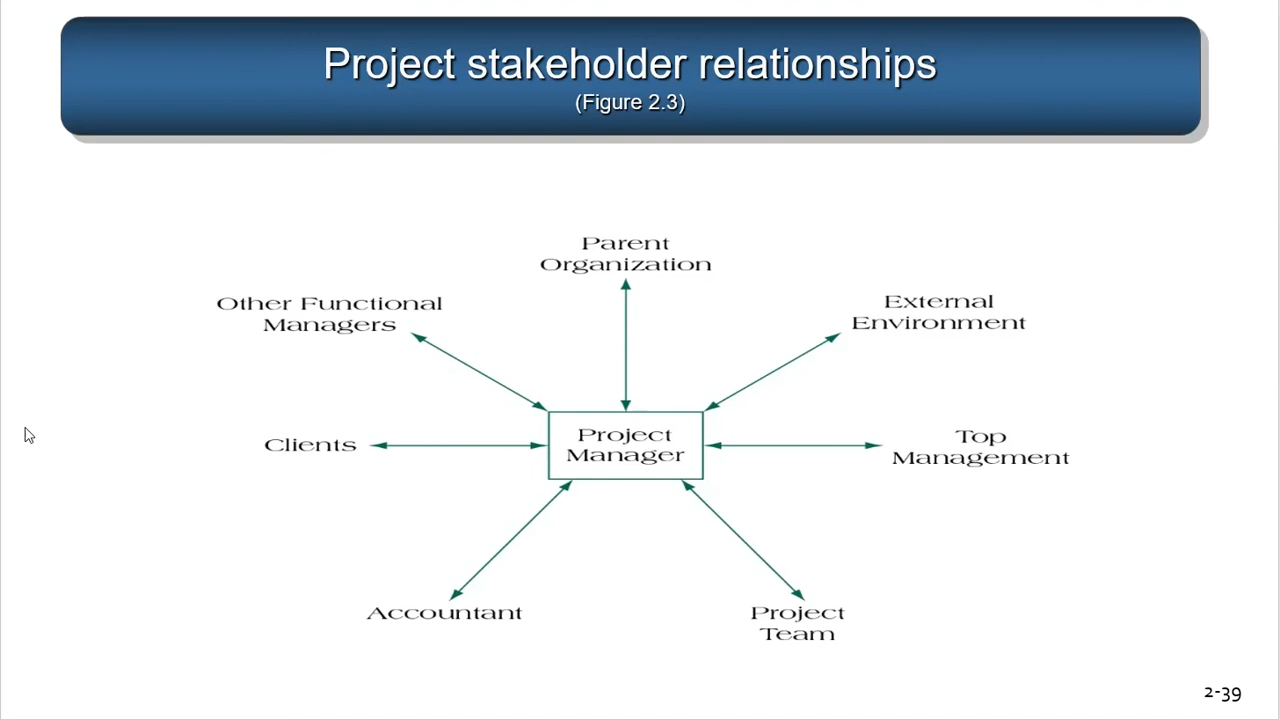 Project stakeholder relationships
(Figure 2.3)
Parent
Organization
Other Functional
Managers
External
Environment
Clients
Project
Manager
Top
Management
Accountant
Project
Team
2-39